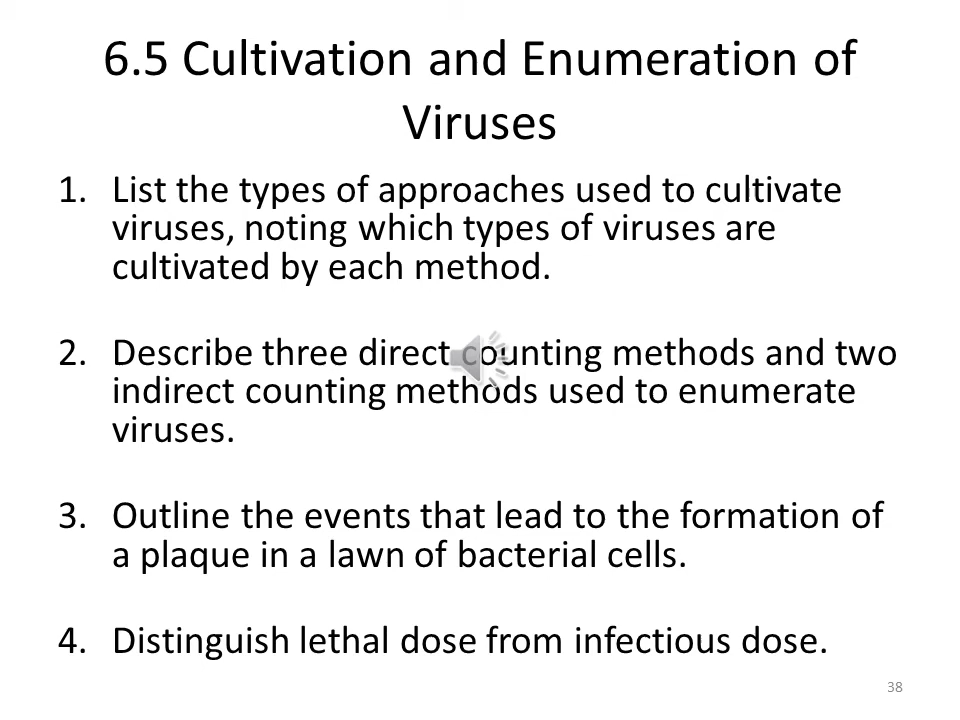 6.5 Cultivation and Enumeration of
Viruses
1. List the types of approaches used to cultivate
viruses, noting which types of viruses are
cultivated by each method.
2. Describe three direct counting methods and two
indirect counting methods used to enumerate
viruses.
3. Outline the events that lead to the formation of
a plaque in a lawn of bacterial cells.
4. Distinguish lethal dose from infectious dose.
38